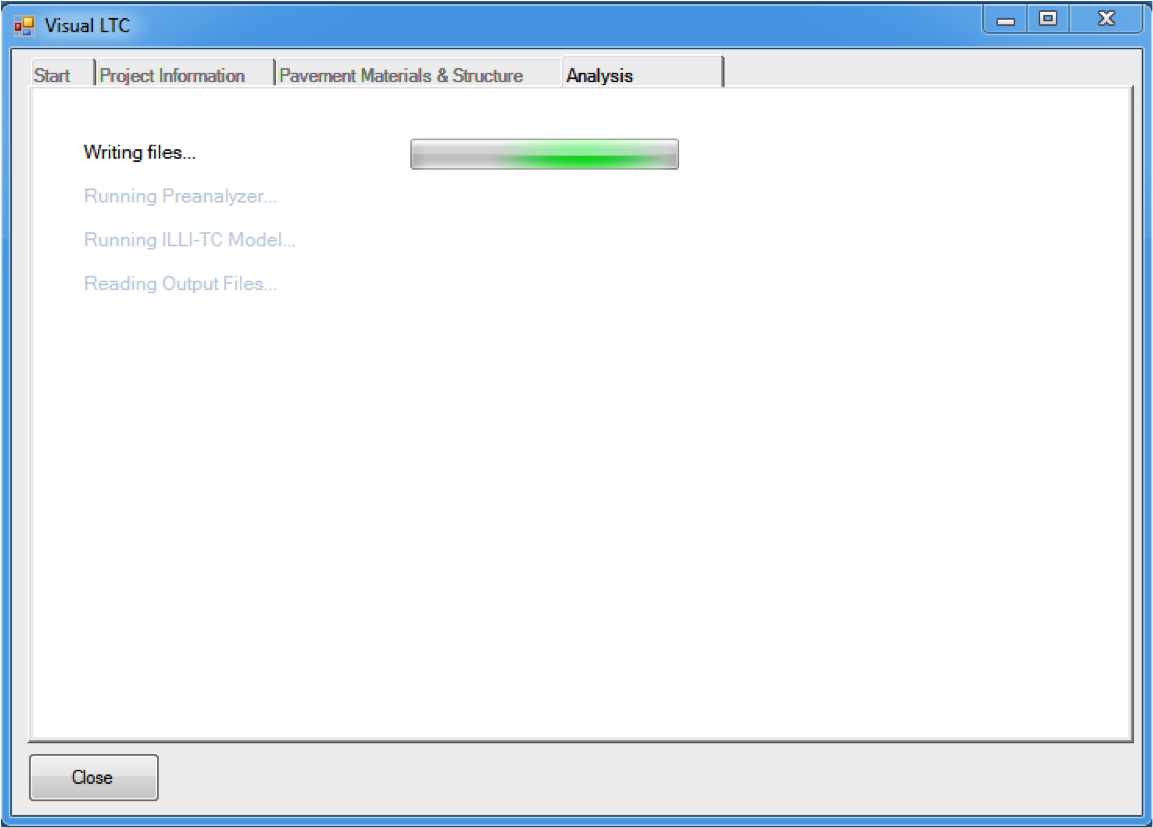 Visual LTC
Start Project Information Pavement Materials & Structure Analysis
Writing files...
Running Preanalyzer...
Running ILLI-TC Model...
Reading Output Files...
Close